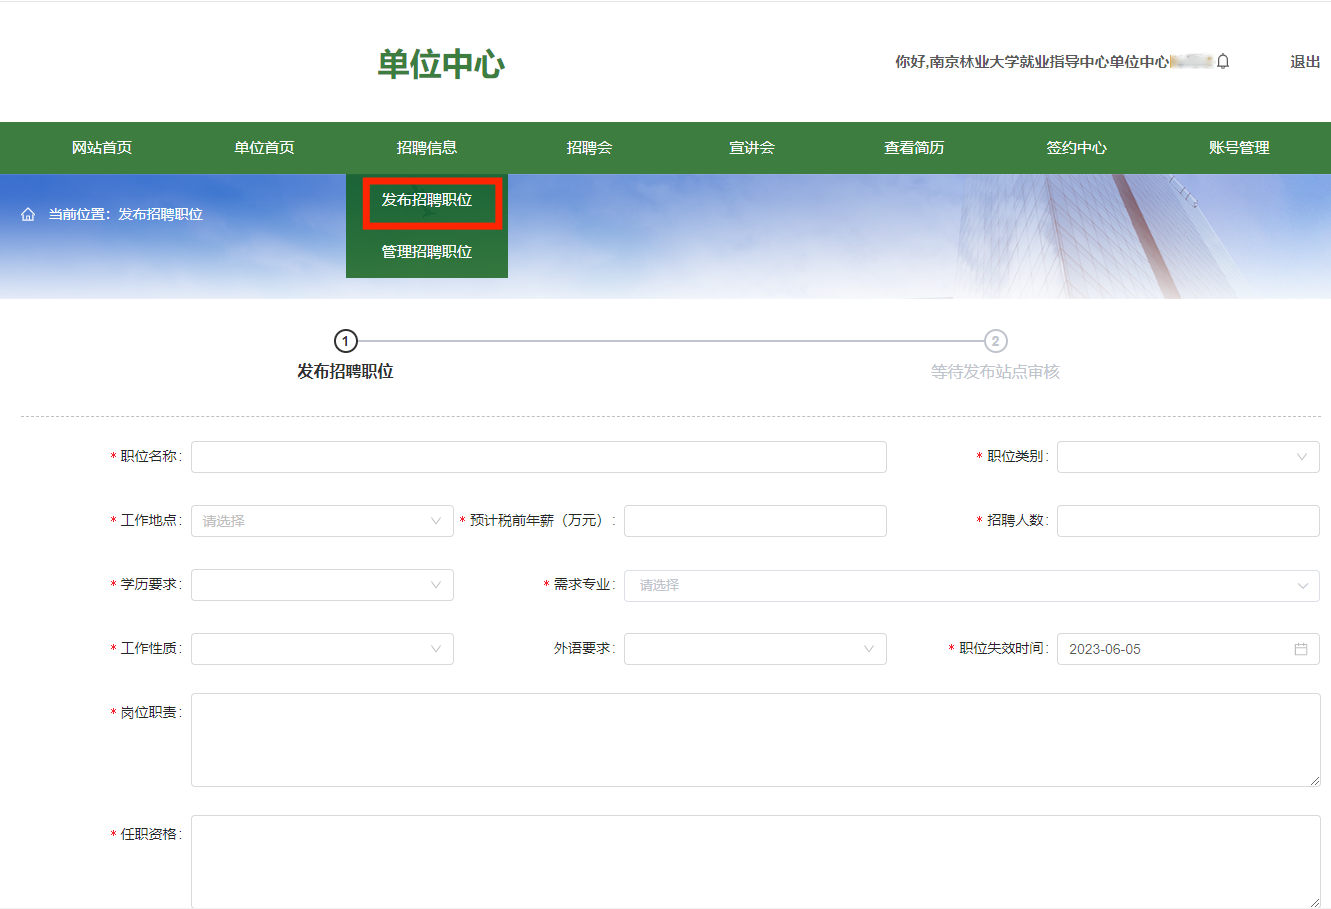 单位中心
你好,南京林业大学就业指导中心单位中心
退出
网站首页 单位首页 招聘信息 招聘会 宣讲会 查看简历 签约中心 账号管理
发布招聘职位
管理招聘职位
当前位置：发布招聘职位
1
发布招聘职位
2
等待发布站点审核
* 职位名称:
* 职位类别:
* 工作地点: 请选择
* 预计税前年薪（万元）:
* 招聘人数:
* 学历要求:
* 需求专业: 请选择
* 工作性质:
外语要求:
* 职位失效时间: 2023-06-05
* 岗位职责:
* 任职资格: